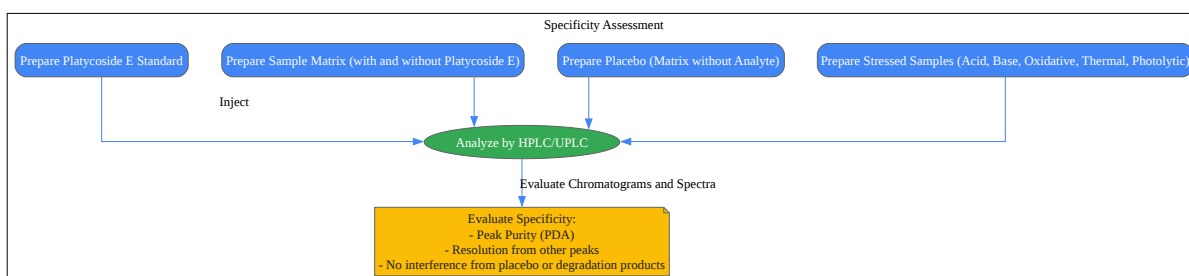 Specificity Assessment
Prepare Platycoside E Standard
Prepare Sample Matrix (with and without Platycoside E)
Prepare Placebo (Matrix without Analyte)
Prepare Stressed Samples (Acid, Base, Oxidative, Thermal, Photolytic)
Inject
Analyze by HPLC/UPLC
Evaluate Chromatograms and Spectra
Evaluate Specificity:
- Peak Purity (PDA)
- Resolution from other peaks
- No interference from placebo or degradation products